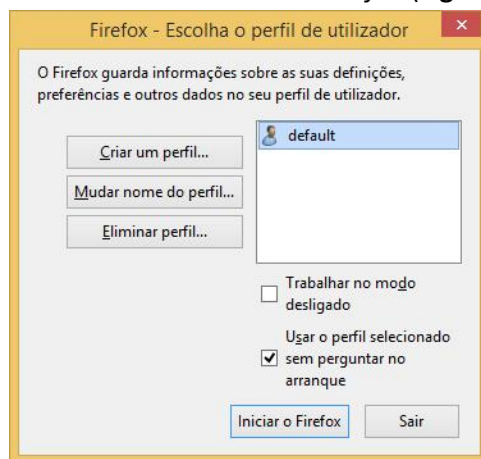 Firefox - Escolha o perfil de utilizador
O Firefox guarda informações sobre as suas definições,
preferências e outros dados no seu perfil de utilizador.
default
Criar um perfil...
Mudar nome do perfil...
Eliminar perfil...
Trabalhar no modo
desligado
Usar o perfil selecionado
sem perguntar no
arranque
Iniciar o Firefox
Sair